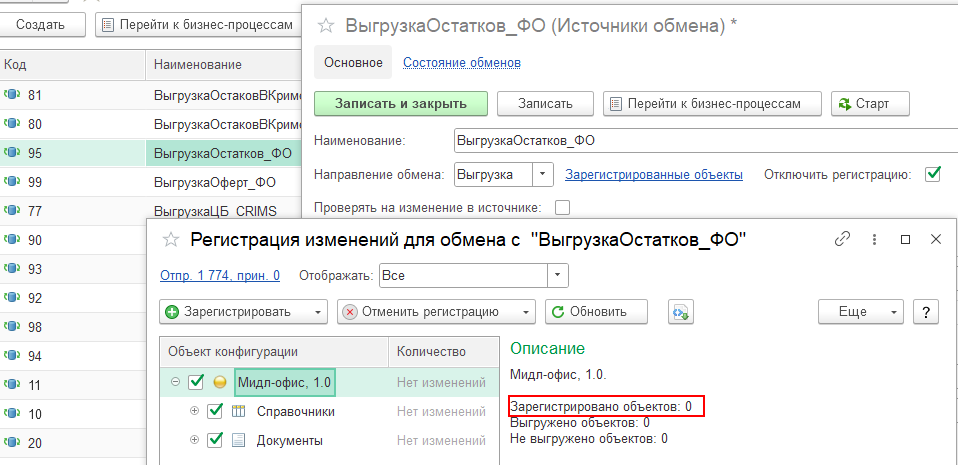 Создать
Перейти к бизнес-процессам
Код
Наименование
81
ВыгрузкаОстаковВКриме
80
ВыгрузкаОстаковВКриме
95
ВыгрузкаОстатков_ФО
99
ВыгрузкаОферт_ФО
77
ВыгрузкаЦБ_CRIMS
90
93
92
98
94
11
10
20
ВыгрузкаОстатков_ФО (Источники обмена) *
Основное
Состояние обменов
Записать и закрыть
Записать
Перейти к бизнес-процессам
Старт
Наименование:
ВыгрузкаОстатков_ФО
Направление обмена:
Выгрузка
Зарегистрированные объекты
Отключить регистрацию:
Проверять на изменение в источнике:
Регистрация изменений для обмена с "ВыгрузкаОстатков_ФО"
Отпр. 1 774, прин. 0
Отображать:
Все
Зарегистрировать
Отменить регистрацию
Обновить
Еще
?
Объект конфигурации
Количество
Мидл-офис, 1.0
Нет изменений
Справочники
Нет изменений
Документы
Нет изменений
Описание
Мидл-офис, 1.0.
Зарегистрировано объектов: 0
Выгружено объектов: 0
Не выгружено объектов: 0